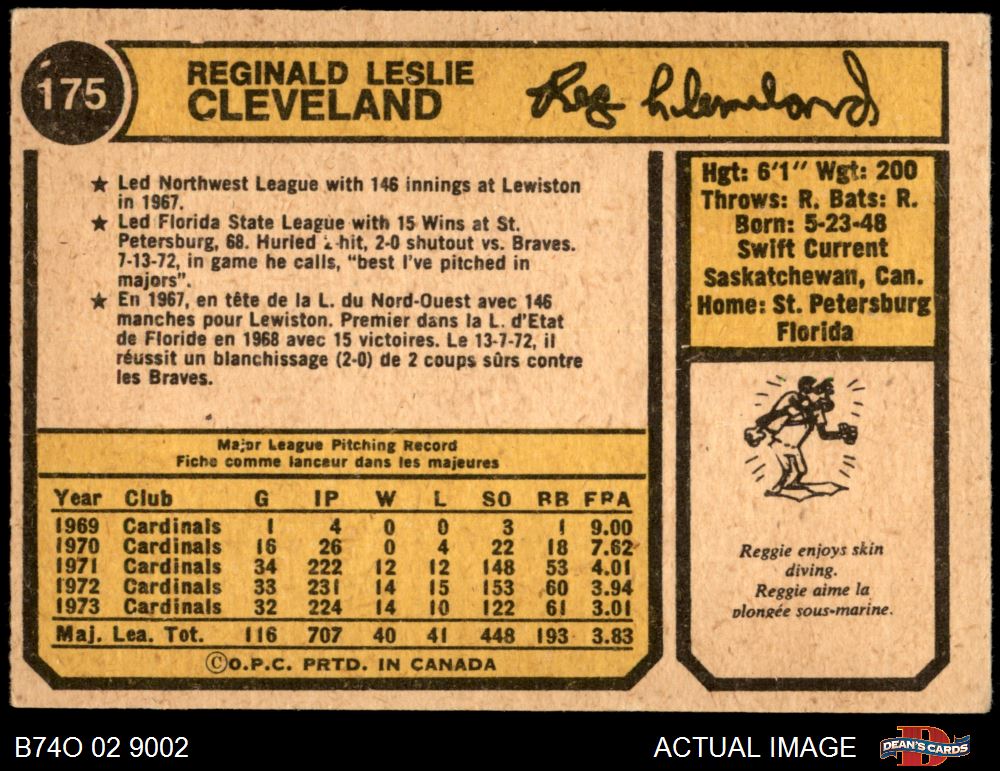 175
REGINALD LESLIE
CLEVELAND
Reg Cleveland
★ Led Northwest League with 146 innings at Lewiston
in 1967.
★ Led Florida State League with 15 Wins at St.
Petersburg, 68. Hurled hit, 2-0 shutout vs. Braves.
7-13-72, in game he calls, "best I've pitched in
majors".
★ En 1967, en tête de la L. du Nord-Ouest avec 146
manches pour Lewiston. Premier dans la L. d'Etat
de Floride en 1968 avec 15 victoires. Le 13-7-72, il
réussit un blanchissage (2-0) de 2 coups sûrs contre
les Braves.
Hgt: 6'1" Wgt: 200
Throws: R. Bats: R.
Born: 5-23-48
Swift Current
Saskatchewan, Can.
Home: St. Petersburg
Florida
Major League Pitching Record
Fiche comme lanceur dans les majeures
Year Club G IP W L SO BB ERA
1969 Cardinals 1 4 0 0 3 1 9.00
1970 Cardinals 16 26 0 4 22 18 7.62
1971 Cardinals 34 222 12 12 148 53 4.01
1972 Cardinals 33 231 14 15 153 60 3.94
1973 Cardinals 32 224 14 10 122 61 3.01
Maj. Lea. Tot. 116 707 40 41 448 193 3.83
©O.P.C. PRTD. IN CANADA
Reggie enjoys skin
diving.
Reggie aime la
plongée sous-marine.
B74O 02 9002
ACTUAL IMAGE
DEAN'S CARDS